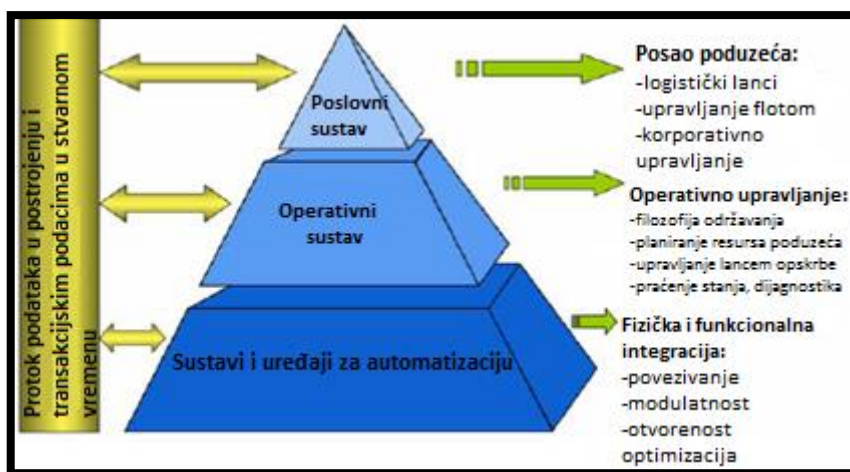 Protok podataka u postrojenju i
transakcijskim podacima u stvarnom
vremenu
Poslovni
sustav
Operativni
sustav
Sustavi i uređaji za automatizaciju
Posao poduzeća:
-logistički lanci
-upravljanje flotom
-korporativno
upravljanje
Operativno upravljanje:
-filozofija održavanja
-planiranje resursa poduzeća
-upravljanje lancem opskrbe
-praćenje stanja, dijagnostika
Fizička i funkcionalna
integracija:
-povezivanje
-modulatnost
-otvorenost
optimizacija